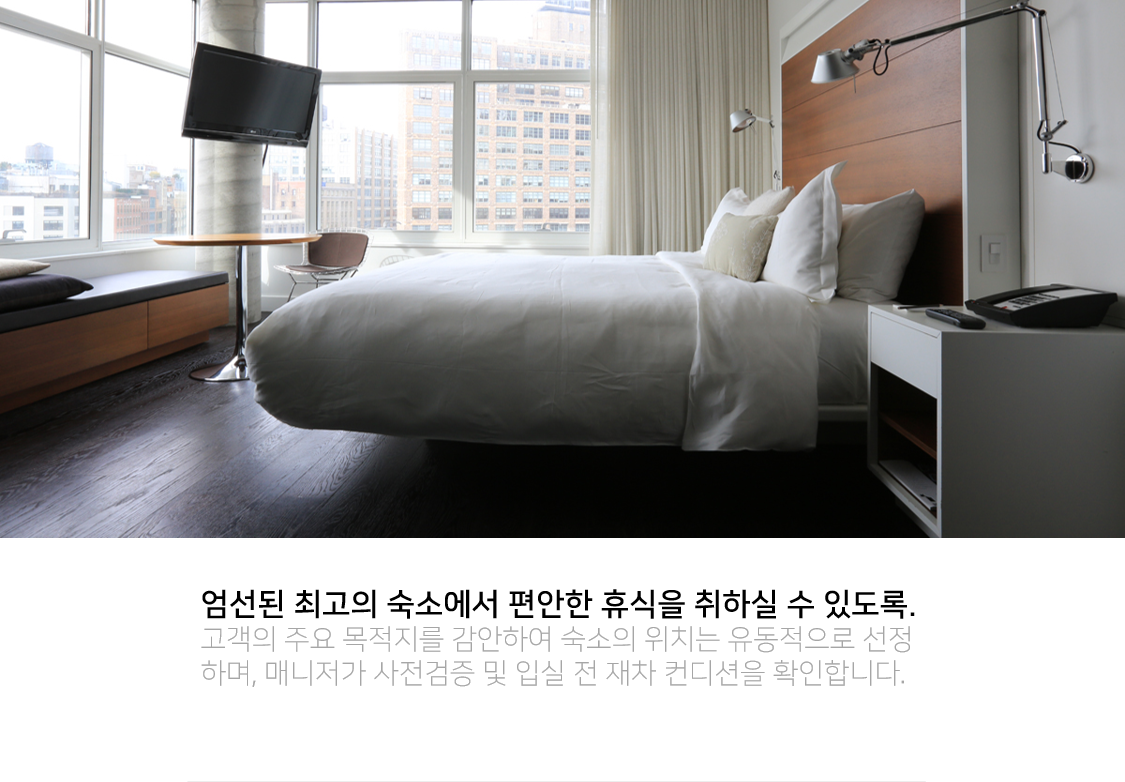 엄선된 최고의 숙소에서 편안한 휴식을 취하실 수 있도록.
고객의 주요 목적지를 감안하여 숙소의 위치는 유동적으로 선정
하며, 매니저가 사전검증 및 입실 전 재차 컨디션을 확인합니다.